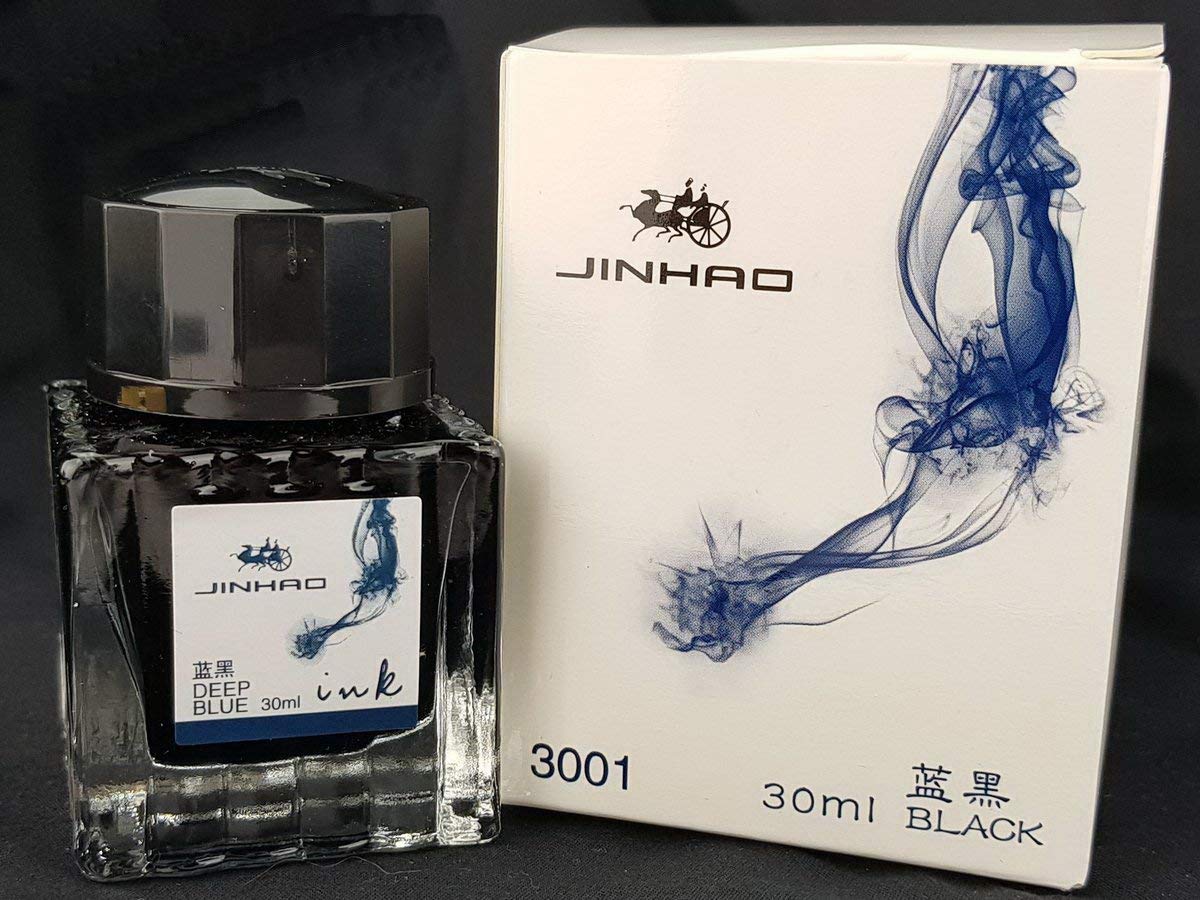 JINHAO
蓝黑
DEEP
BLUE 30ml ink
JINHAO
3001
30ml 蓝黑
BLACK